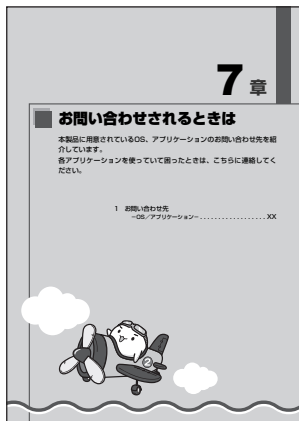 7章
お問い合わせされるときは
本製品に用意されているOS、アプリケーションのお問い合わせ先を紹
介しています。
各アプリケーションを使っていて困ったときは、こちらに連絡してく
ださい。
1 お問い合わせ先
−OS／アプリケーション− . . . . . . . . . . . . . . . . . . XX
2